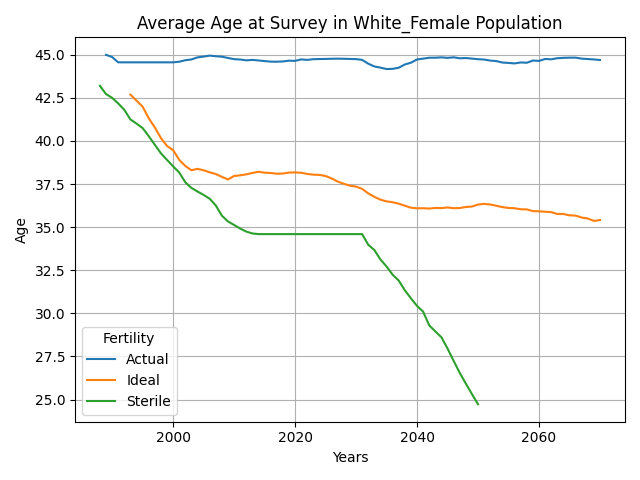 Average Age at Survey in White_Female Population
45.0
42.5
40.0
37.5
35.0
32.5
30.0
27.5
25.0
Age
Fertility
Actual
Ideal
Sterile
2000 2020 2040 2060
Years